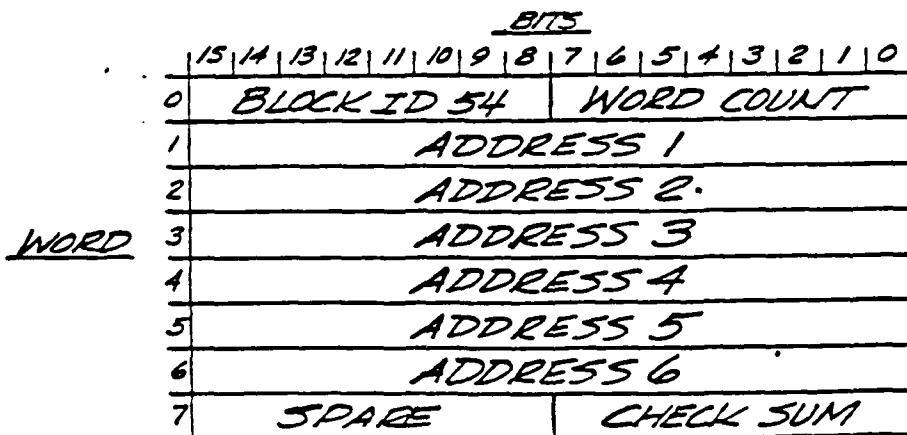 BITS
15 14 13 12 11 10 9 8 7 6 5 4 3 2 1 0
0 BLOCK ID 54 WORD COUNT
1 ADDRESS 1
2 ADDRESS 2.
WORD 3 ADDRESS 3
4 ADDRESS 4
5 ADDRESS 5
6 ADDRESS 6
7 SPARE CHECK SUM